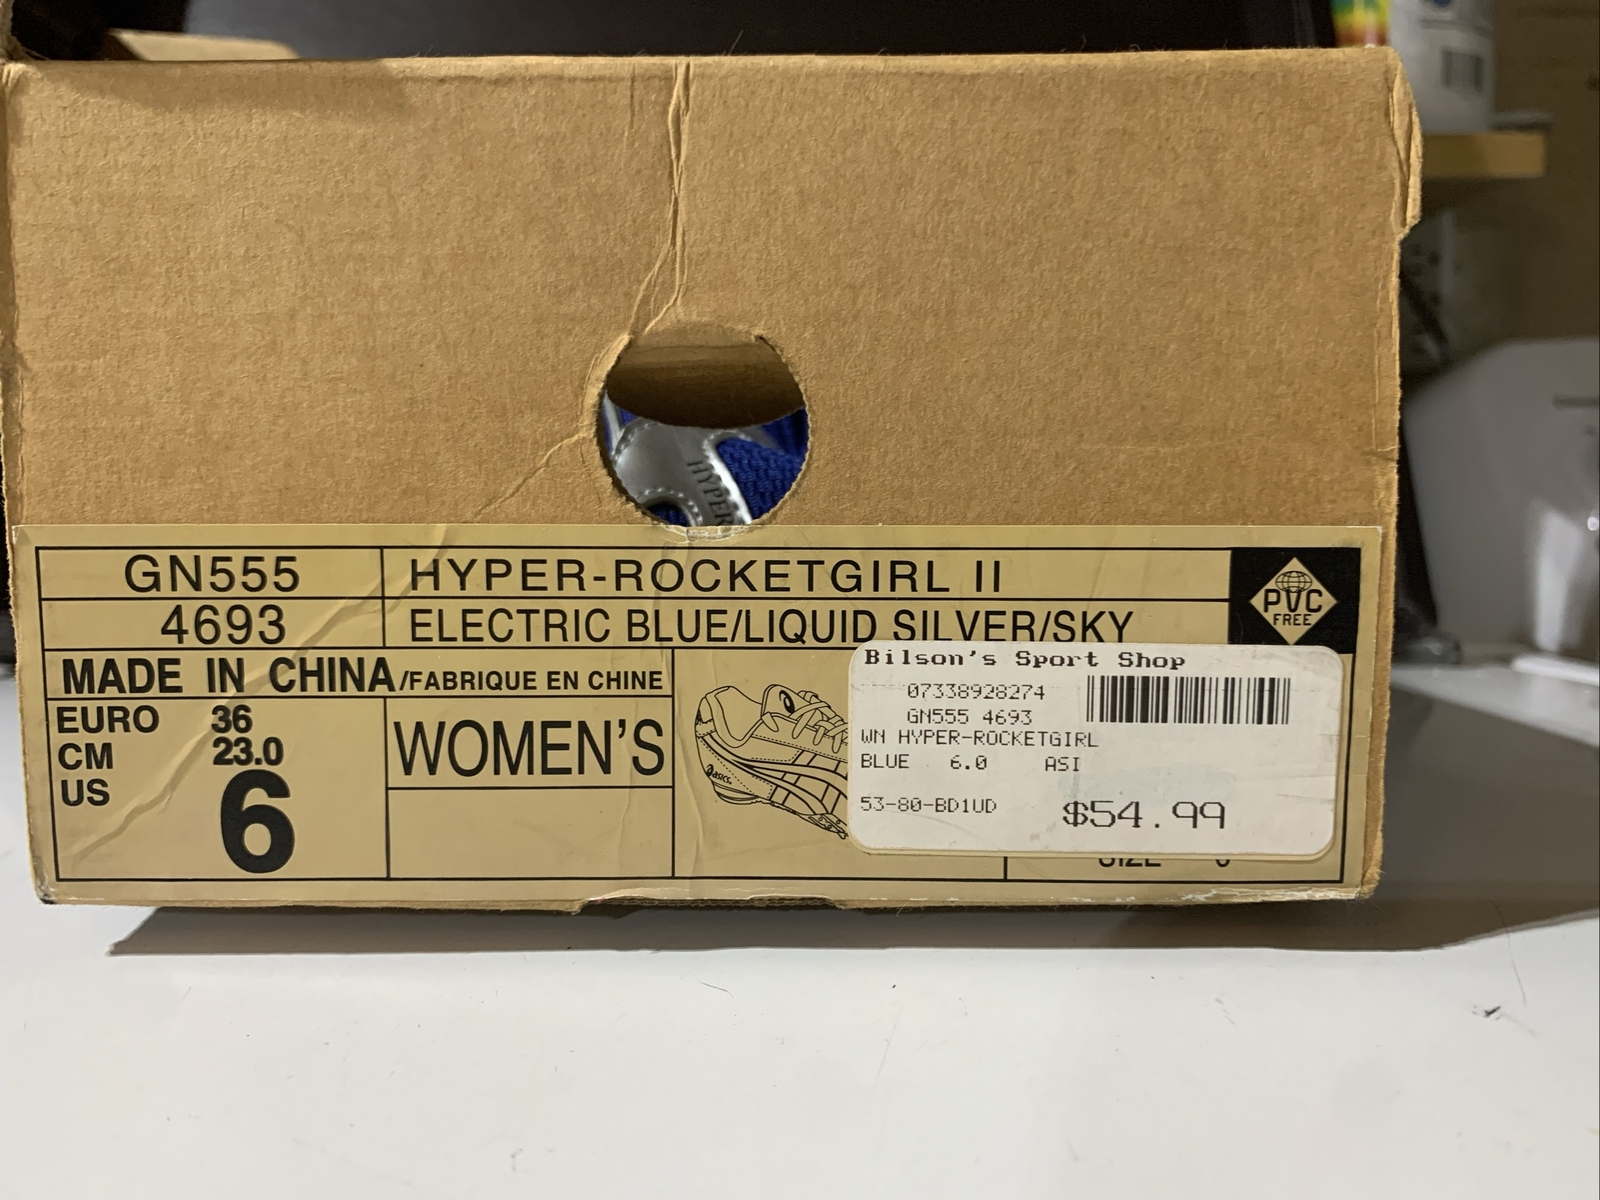 HYPER
GN555
HYPER-ROCKETGIRL II
4693
ELECTRIC BLUE/LIQUID SILVER/SKY
PVC
FREE
MADE IN CHINA/FABRIQUE EN CHINE
EURO 36
CM 23.0
US 6
WOMEN'S
asics
Bilson's Sport Shop
07338928274
GN555 4693
WN HYPER-ROCKETGIRL
BLUE 6.0 ASI
53-80-BD1UD
$54.99
SIZE